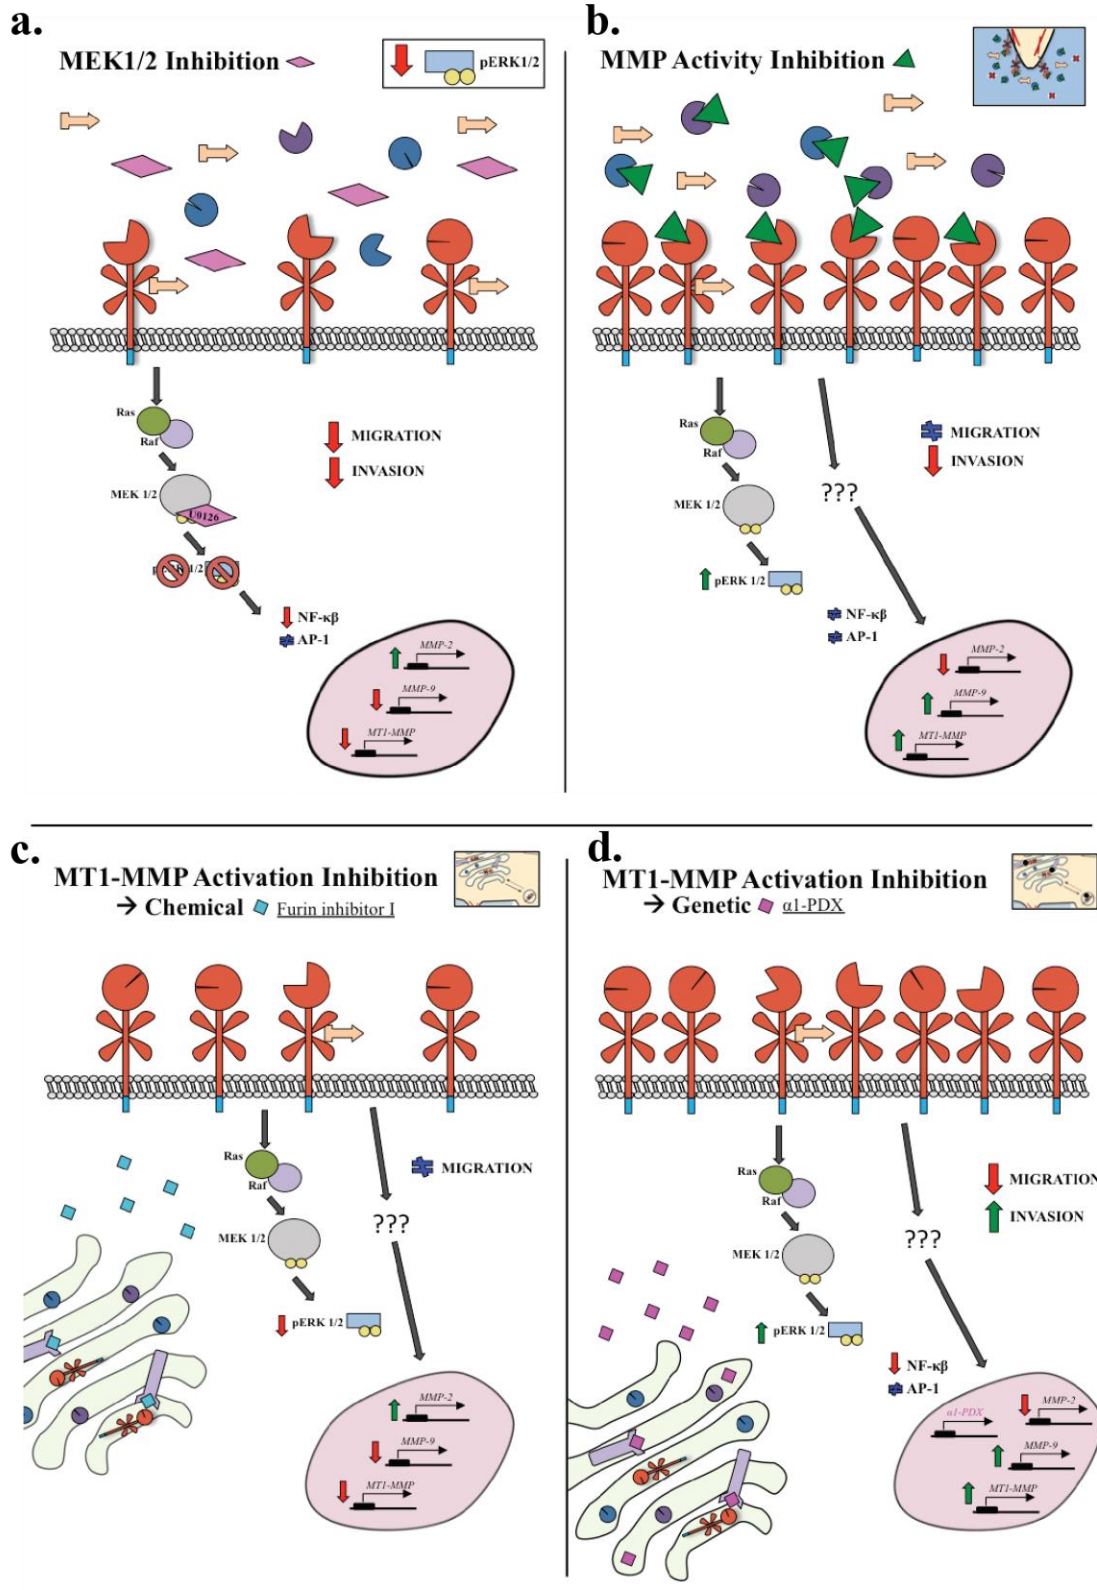 a.
MEK1/2 Inhibition
pERK1/2
Ras
Raf
MEK 1/2
U0126
MIGRATION
INVASION
NF-κβ
AP-1
MMP-2
MMP-9
MT1-MMP
b.
MMP Activity Inhibition
Ras
Raf
MEK 1/2
pERK 1/2
???
MIGRATION
INVASION
NF-κβ
AP-1
MMP-2
MMP-9
MT1-MMP
c.
MT1-MMP Activation Inhibition
→ Chemical Furin inhibitor I
Ras
Raf
MEK 1/2
pERK 1/2
???
MIGRATION
MMP-2
MMP-9
MT1-MMP
d.
MT1-MMP Activation Inhibition
→ Genetic α1-PDX
Ras
Raf
MEK 1/2
pERK 1/2
???
MIGRATION
INVASION
NF-κβ
AP-1
α1-PDX
MMP-2
MMP-9
MT1-MMP